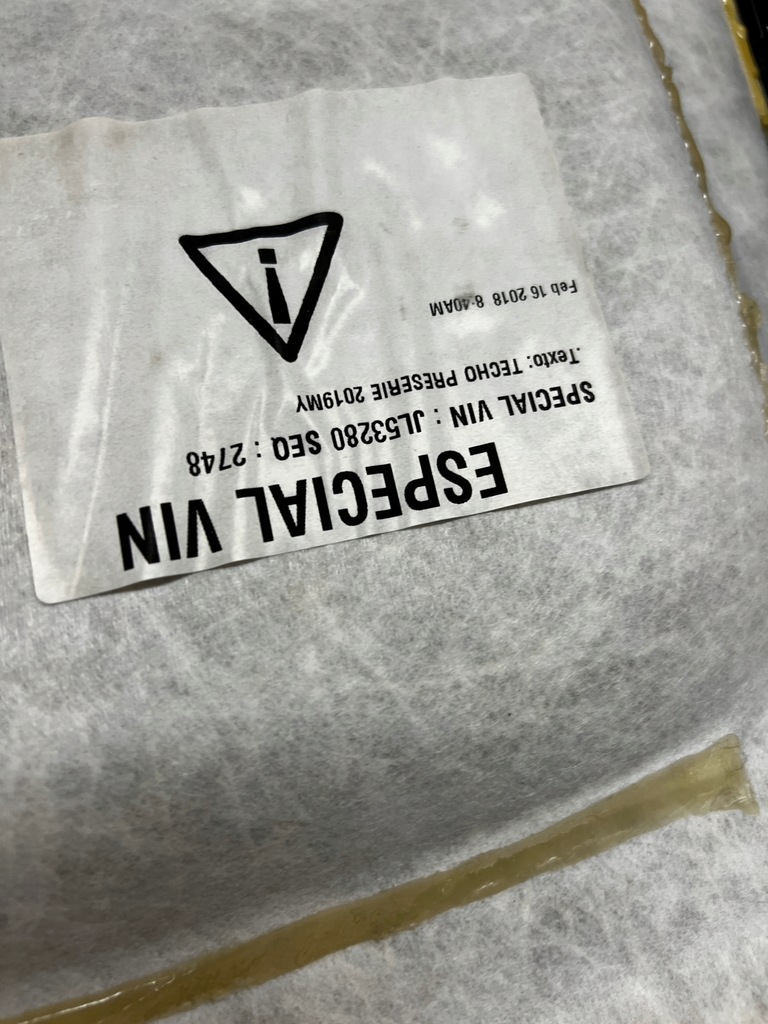 ESPECIAL VIN
SPECIAL VIN : JL53280 SEQ : 2748
.Texto: TECHO PRESERIE 2019MY
Feb 16 2018 8:40AM
!